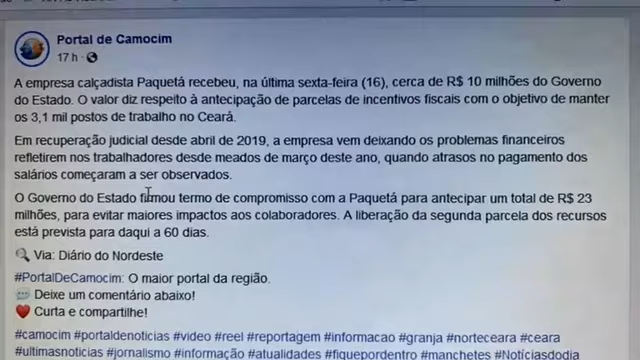 Portal de Camocim
17 h ·
A empresa calçadista Paquetá recebeu, na última sexta-feira (16), cerca de R$ 10 milhões do Governo
do Estado. O valor diz respeito à antecipação de parcelas de incentivos fiscais com o objetivo de manter
os 3,1 mil postos de trabalho no Ceará.
Em recuperação judicial desde abril de 2019, a empresa vem deixando os problemas financeiros
refletirem nos trabalhadores desde meados de março deste ano, quando atrasos no pagamento dos
salários começaram a ser observados.
O Governo do Estado firmou termo de compromisso com a Paquetá para antecipar um total de R$ 23
milhões, para evitar maiores impactos aos colaboradores. A liberação da segunda parcela dos recursos
está prevista para daqui a 60 dias.
Via: Diário do Nordeste
#PortalDeCamocim: O maior portal da região.
Deixe um comentário abaixo!
Curta e compartilhe!
#camocim #portaldenoticias #video #reel #reportagem #informacao #granja #norteceara #ceara
#ultimasnoticias #jornalismo #informação #atualidades #fiquepordentro #manchetes #Notíciasdodia